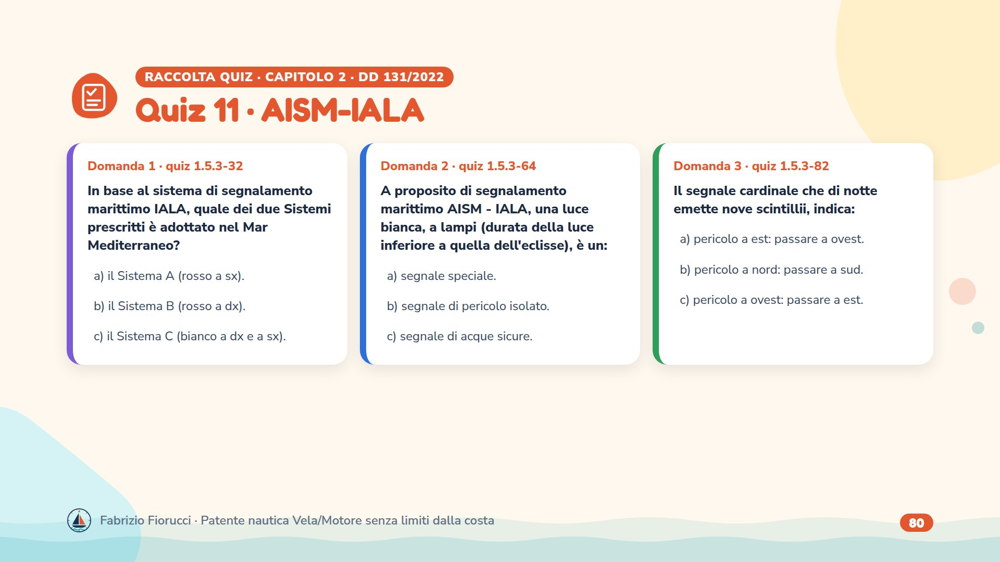 RACCOLTA QUIZ · CAPITOLO 2 · DD 131/2022
Quiz 11 · AISM-IALA
Domanda 1 · quiz 1.5.3-32
In base al sistema di segnalamento
marittimo IALA, quale dei due Sistemi
prescritti è adottato nel Mar
Mediterraneo?
a) il Sistema A (rosso a sx).
b) il Sistema B (rosso a dx).
c) il Sistema C (bianco a dx e a sx).
Domanda 2 · quiz 1.5.3-64
A proposito di segnalamento
marittimo AISM - IALA, una luce
bianca, a lampi (durata della luce
inferiore a quella dell'eclisse), è un:
a) segnale speciale.
b) segnale di pericolo isolato.
c) segnale di acque sicure.
Domanda 3 · quiz 1.5.3-82
Il segnale cardinale che di notte
emette nove scintillii, indica:
a) pericolo a est: passare a ovest.
b) pericolo a nord: passare a sud.
c) pericolo a ovest: passare a est.
Fabrizio Fiorucci · Patente nautica Vela/Motore senza limiti dalla costa
80